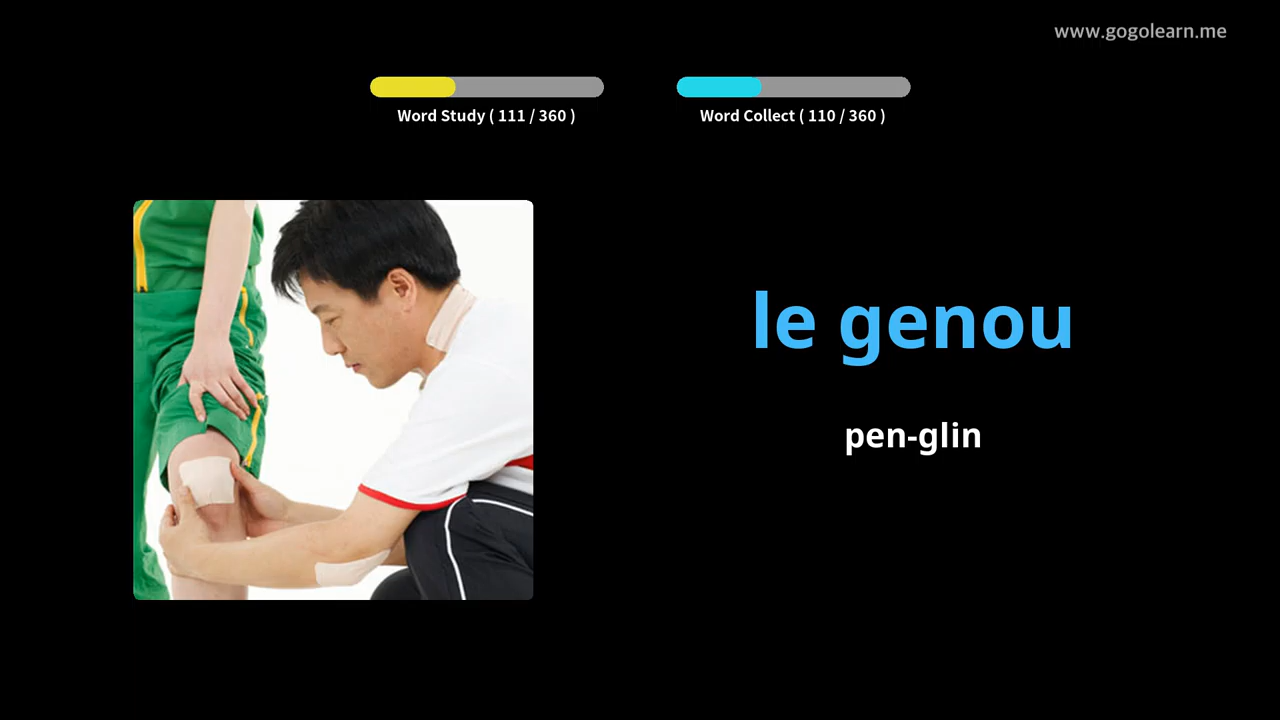 www.gogolearn.me
Word Study ( 111 / 360 )
Word Collect ( 110 / 360 )
le genou
pen-glin